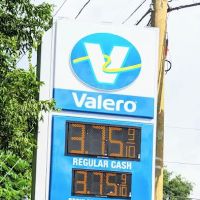 Valero
3.75 9/10
REGULAR CASH
3.75 9/10